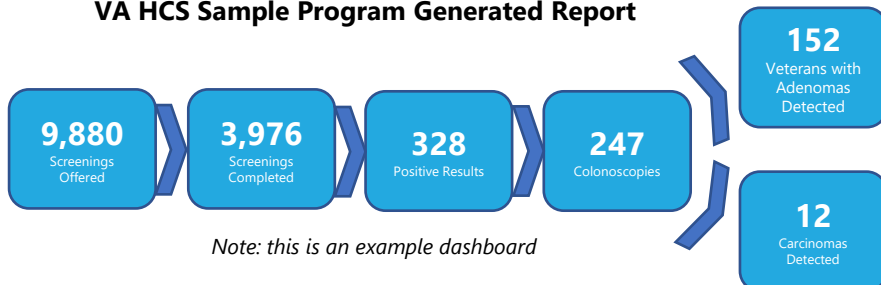 VA HCS Sample Program Generated Report
9,880
Screenings
Offered
3,976
Screenings
Completed
328
Positive Results
247
Colonoscopies
152
Veterans with
Adenomas
Detected
12
Carcinomas
Detected
Note: this is an example dashboard